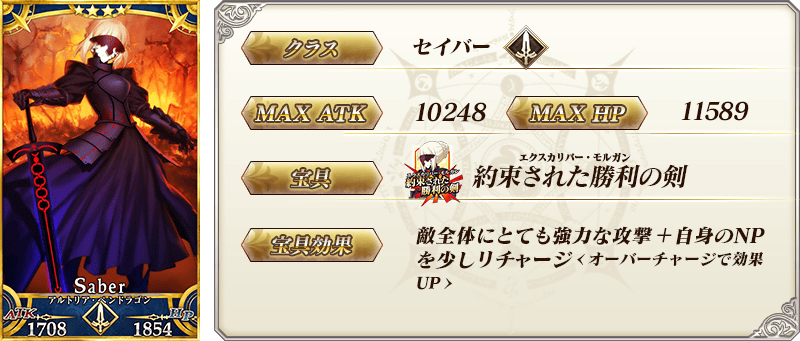 Saber
アルトリア・ペンドラゴン
ATK
1708
1854
HP
クラス
セイバー
MAX ATK
10248
MAX HP
11589
宝具
約束された
勝利の剣
エクスカリバー・モルガン
約束された勝利の剣
宝具効果
敵全体にとても強力な攻撃＋自身のNP
を少しリチャージ<オーバーチャージで効果
UP>